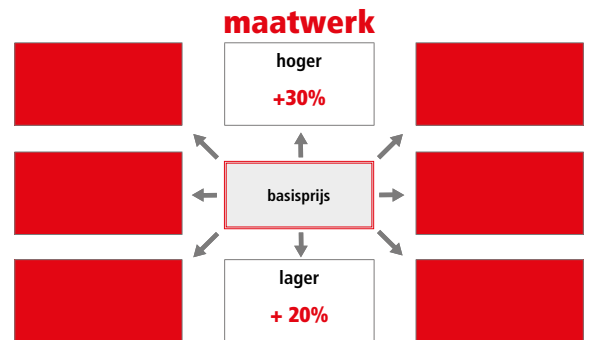 maatwerk
hoger
+30%
basisprijs
lager
+ 20%